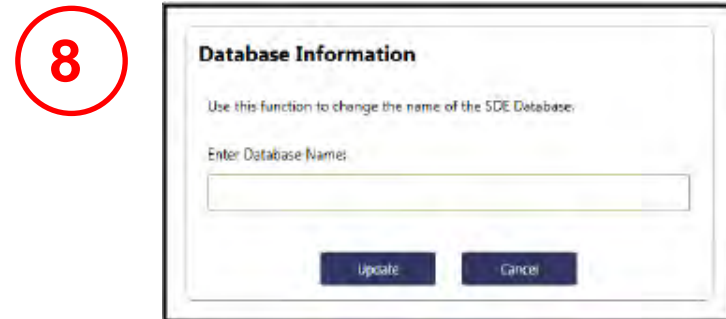 8
Database Information
Use this function to change the name of the SDE Database.
Enter Database Name:
Update
Cancel